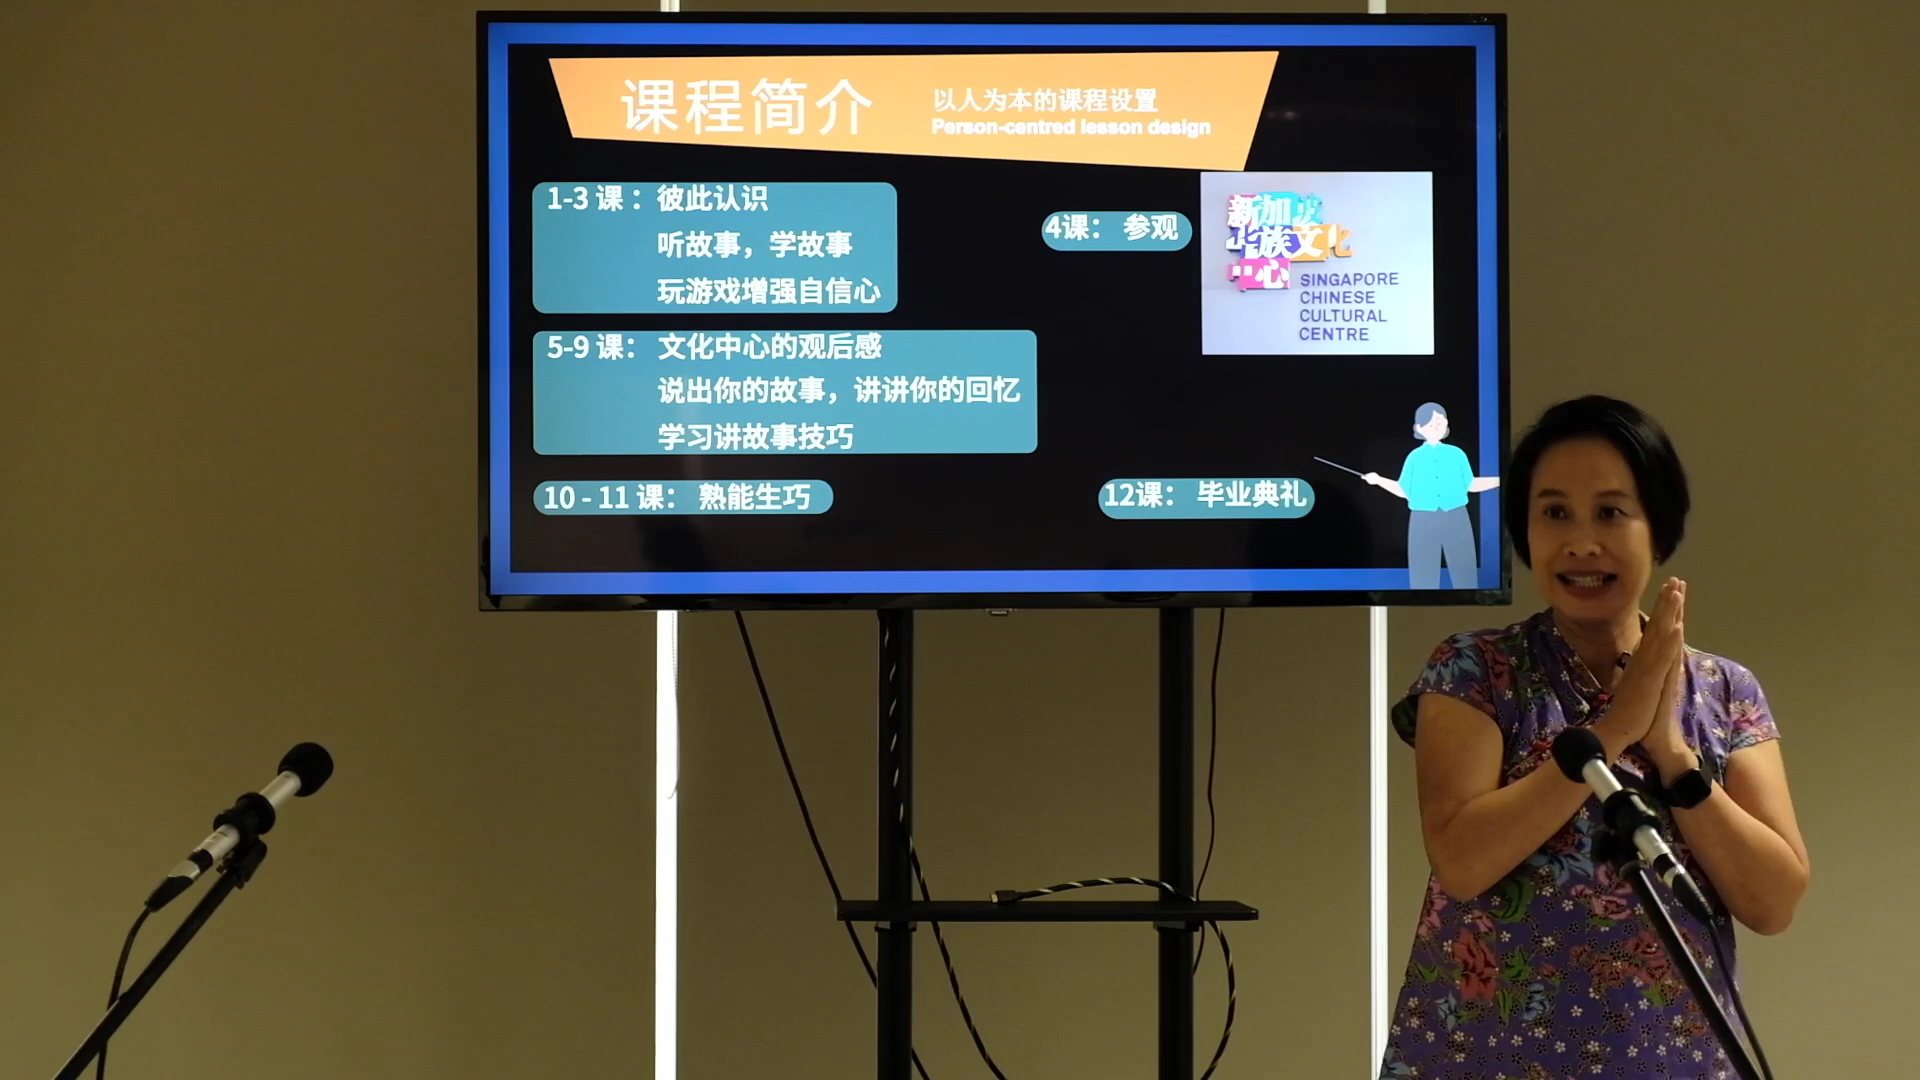 课程简介
以人为本的课程设置
Person-centred lesson design
1-3 课：彼此认识
听故事，学故事
玩游戏增强自信心
4课： 参观
新加坡
华族文化
中心
SINGAPORE
CHINESE
CULTURAL
CENTRE
5-9 课： 文化中心的观后感
说出你的故事，讲讲你的回忆
学习讲故事技巧
10 - 11 课： 熟能生巧
12课： 毕业典礼